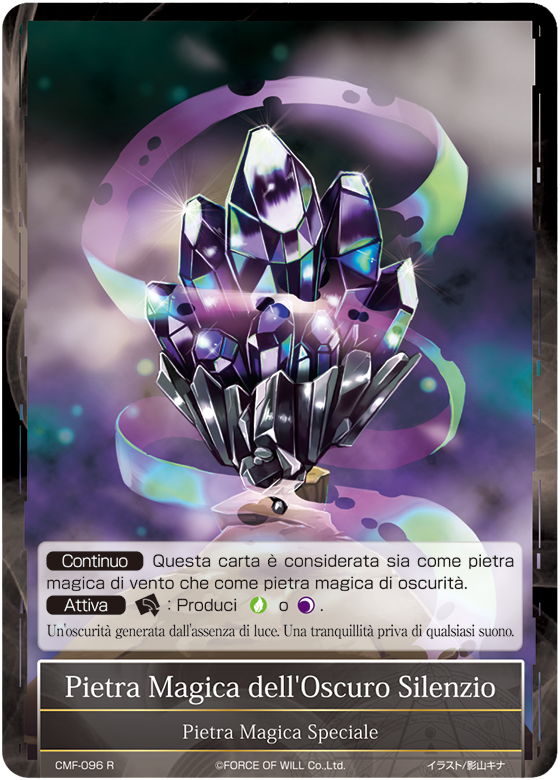 Continuo Questa carta è considerata sia come pietra
magica di vento che come pietra magica di oscurità.
Attiva : Produci o .
Un'oscurità generata dall'assenza di luce. Una tranquillità priva di qualsiasi suono.
Pietra Magica dell'Oscuro Silenzio
Pietra Magica Speciale
CMF-096 R ©FORCE OF WILL Co.,Ltd. イラスト/影山キナ